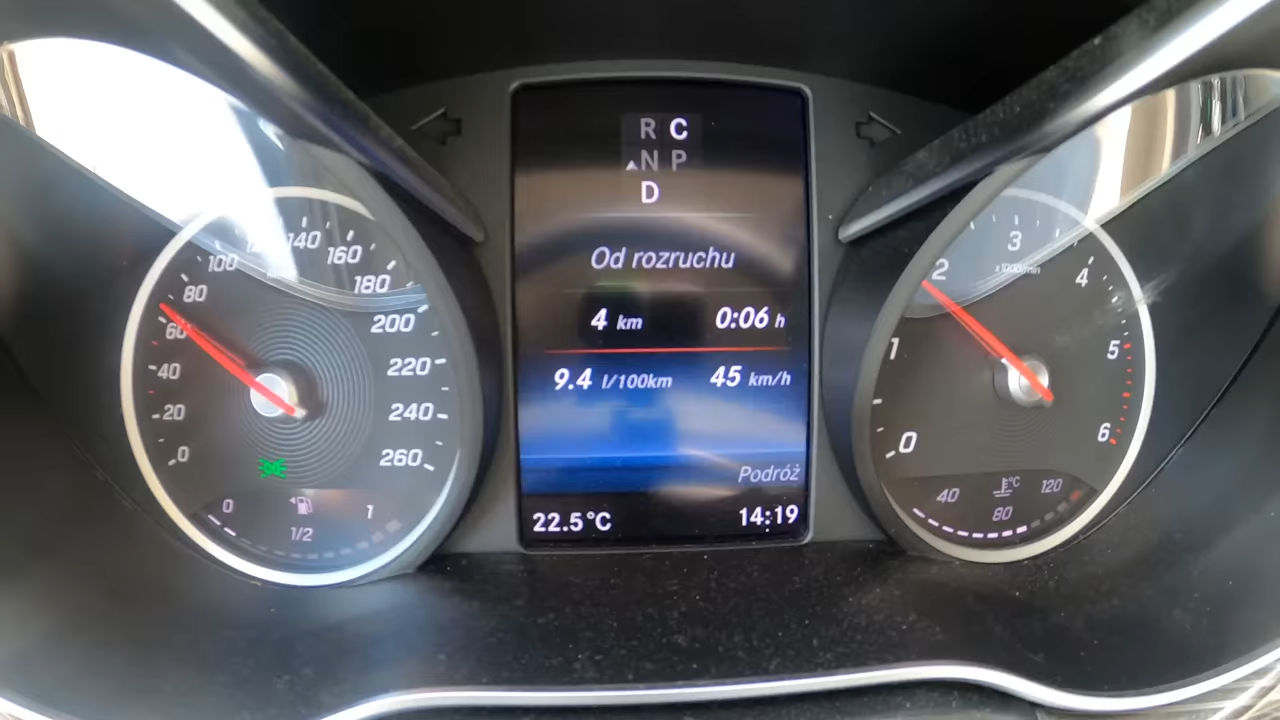 R C
N P
D
Od rozruchu
4 km 0:06 h
9.4 l/100km 45 km/h
Podróż
22.5°C 14:19
0
20
40
60
80
100
140
160
180
200
220
240
260
0 1/2 1
0
1
2
3
4
5
6
x1000/min
40 80 120
°C